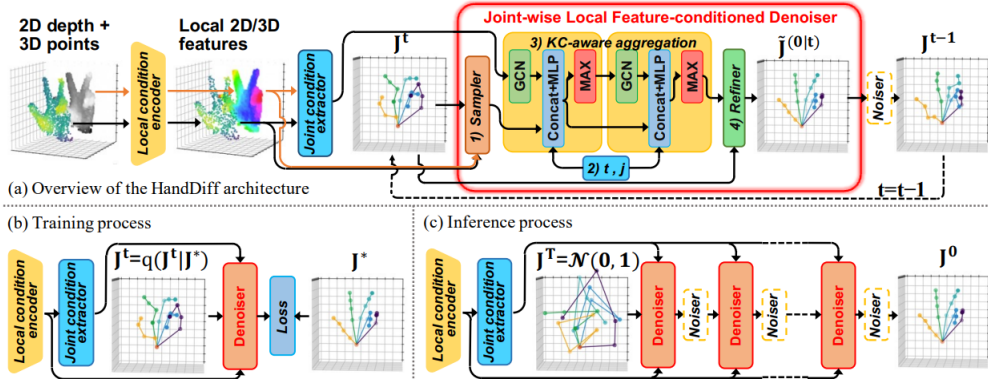 Joint-wise Local Feature-conditioned Denoiser
2D depth +
3D points
Local 2D/3D
features
Local condition
encoder
Joint condition
extractor
J^t
1) Sampler
3) KC-aware aggregation
GCN
Concat+MLP
MAX
GCN
Concat+MLP
MAX
2) t , j
4) Refiner
J̃^(0|t)
Noiser
J^t−1
t=t−1
(a) Overview of the HandDiff architecture
(b) Training process
Local condition
encoder
Joint condition
extractor
J^t=q(J^t|J^*)
Denoiser
Loss
J^*
(c) Inference process
Local condition
encoder
Joint condition
extractor
J^T=𝒩(0, 1)
Denoiser
Noiser
Denoiser
Noiser
Denoiser
Noiser
J^0